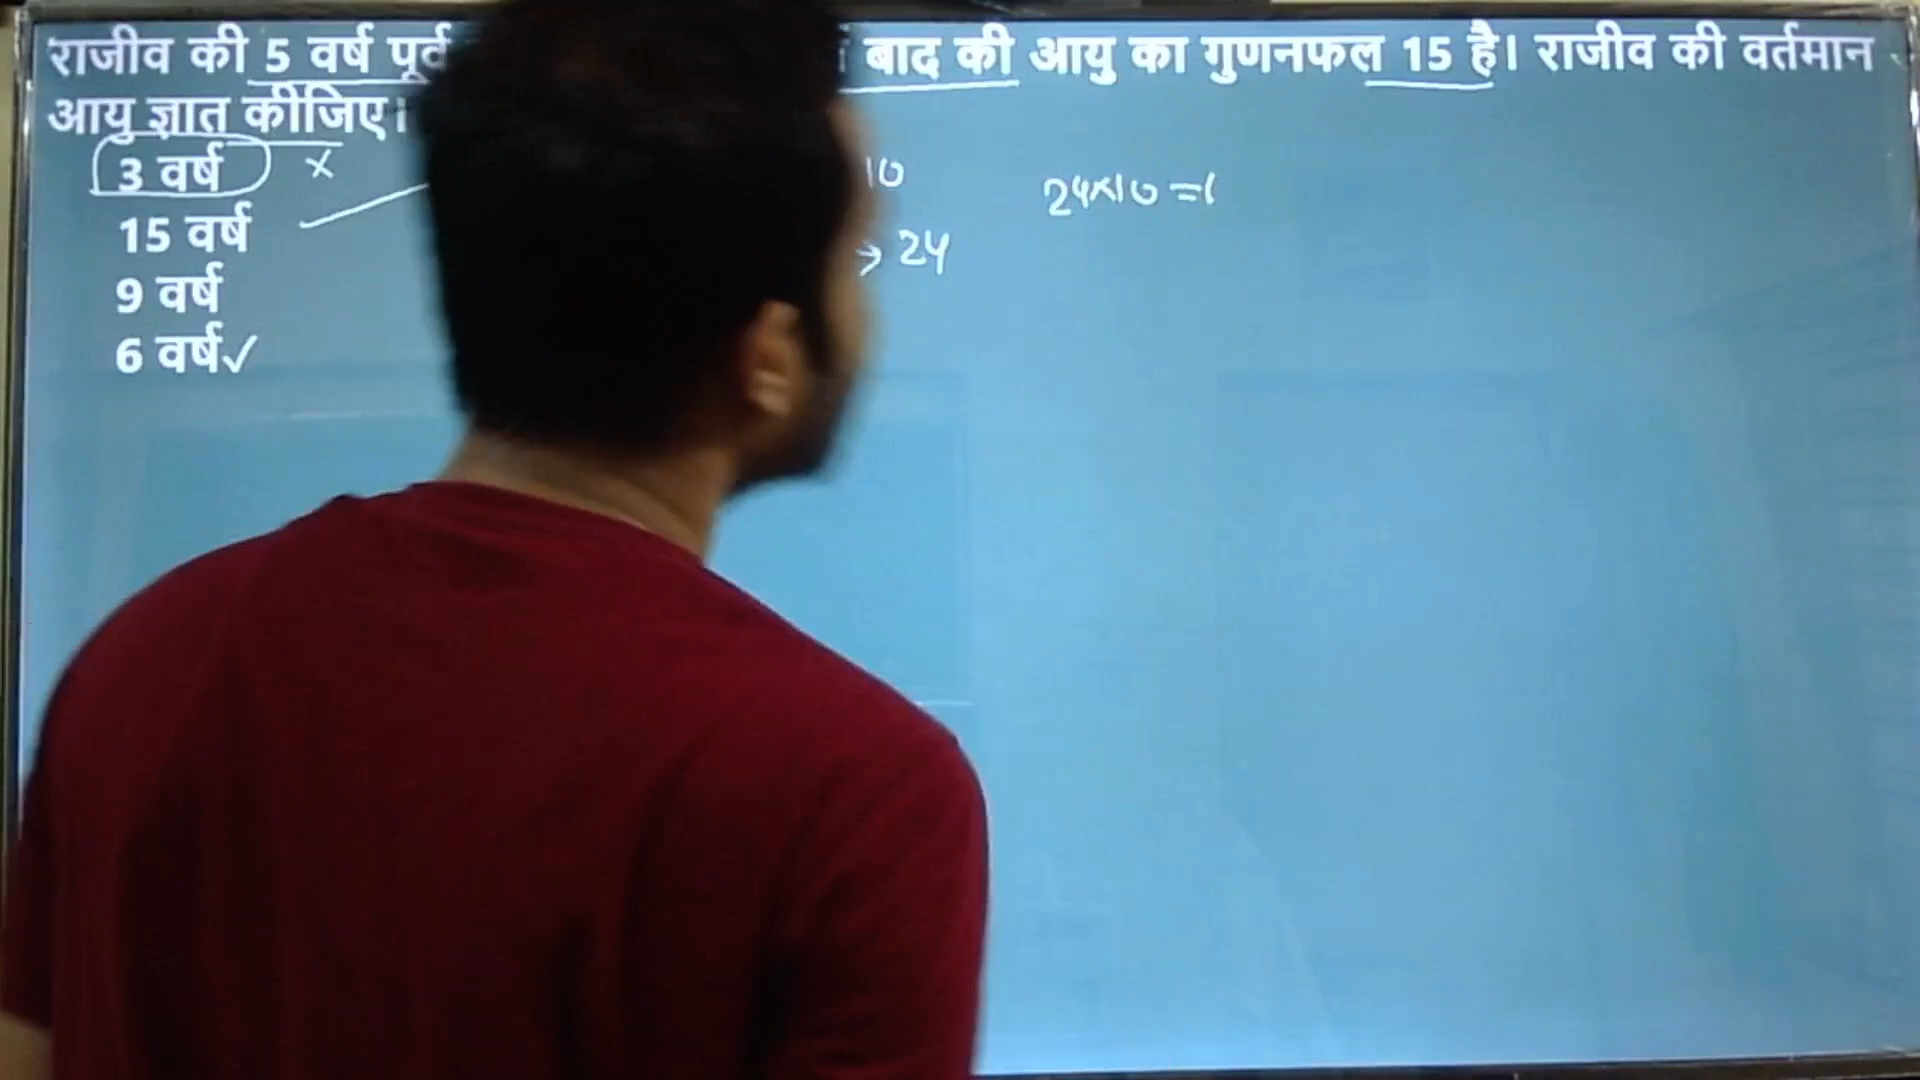 राजीव की 5 वर्ष पूर्व बाद की आयु का गुणनफल 15 है। राजीव की वर्तमान
आयु ज्ञात कीजिए।
3 वर्ष ×
10
24×10 =1
15 वर्ष
→ 24
9 वर्ष
6 वर्ष✓